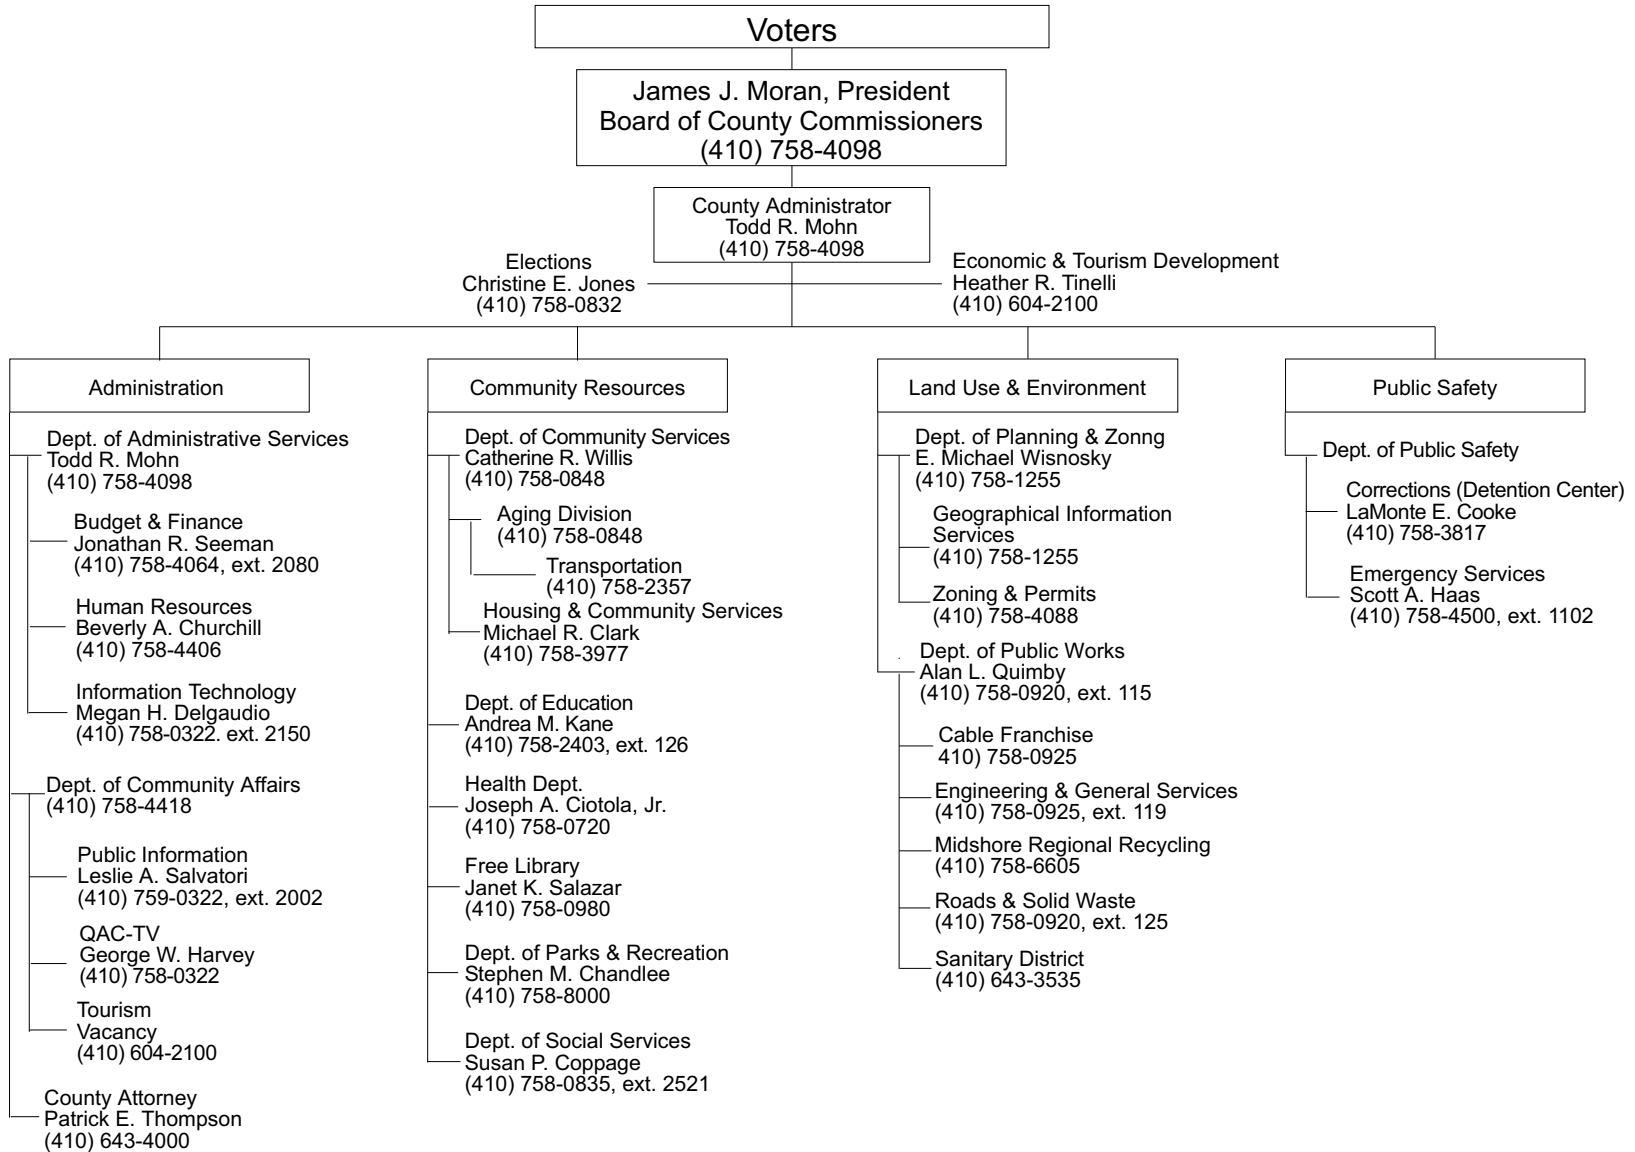 Voters
James J. Moran, President
Board of County Commissioners
(410) 758-4098
County Administrator
Todd R. Mohn
(410) 758-4098
Elections
Christine E. Jones
(410) 758-0832
Economic & Tourism Development
Heather R. Tinelli
(410) 604-2100
Administration
Dept. of Administrative Services
Todd R. Mohn
(410) 758-4098
Budget & Finance
Jonathan R. Seeman
(410) 758-4064, ext. 2080
Human Resources
Beverly A. Churchill
(410) 758-4406
Information Technology
Megan H. Delgaudio
(410) 758-0322. ext. 2150
Dept. of Community Affairs
(410) 758-4418
Public Information
Leslie A. Salvatori
(410) 759-0322, ext. 2002
QAC-TV
George W. Harvey
(410) 758-0322
Tourism
Vacancy
(410) 604-2100
County Attorney
Patrick E. Thompson
(410) 643-4000
Community Resources
Dept. of Community Services
Catherine R. Willis
(410) 758-0848
Aging Division
(410) 758-0848
Transportation
(410) 758-2357
Housing & Community Services
Michael R. Clark
(410) 758-3977
Dept. of Education
Andrea M. Kane
(410) 758-2403, ext. 126
Health Dept.
Joseph A. Ciotola, Jr.
(410) 758-0720
Free Library
Janet K. Salazar
(410) 758-0980
Dept. of Parks & Recreation
Stephen M. Chandlee
(410) 758-8000
Dept. of Social Services
Susan P. Coppage
(410) 758-0835, ext. 2521
Land Use & Environment
Dept. of Planning & Zonng
E. Michael Wisnosky
(410) 758-1255
Geographical Information
Services
(410) 758-1255
Zoning & Permits
(410) 758-4088
Dept. of Public Works
Alan L. Quimby
(410) 758-0920, ext. 115
Cable Franchise
410) 758-0925
Engineering & General Services
(410) 758-0925, ext. 119
Midshore Regional Recycling
(410) 758-6605
Roads & Solid Waste
(410) 758-0920, ext. 125
Sanitary District
(410) 643-3535
Public Safety
Dept. of Public Safety
Corrections (Detention Center)
LaMonte E. Cooke
(410) 758-3817
Emergency Services
Scott A. Haas
(410) 758-4500, ext. 1102